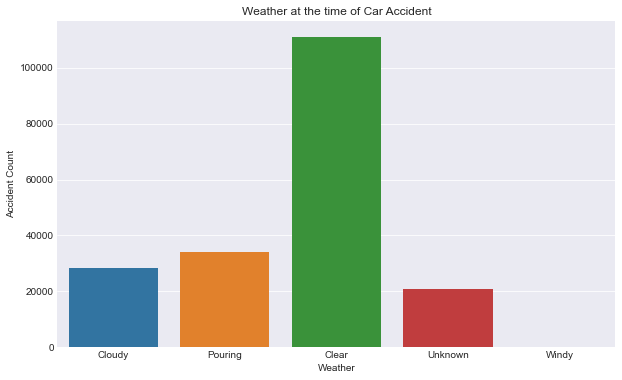 Weather at the time of Car Accident
Accident Count
100000
80000
60000
40000
20000
0
Cloudy Pouring Clear Unknown Windy
Weather